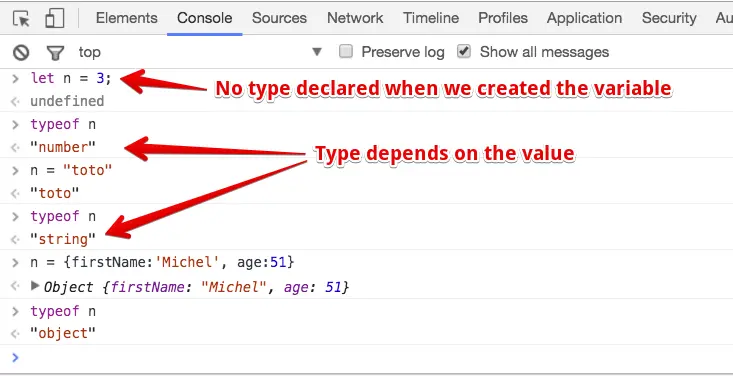 Elements Console Sources Network Timeline Profiles Application Security Au
top Preserve log Show all messages
> let n = 3; No type declared when we created the variable
undefined
> typeof n
"number" Type depends on the value
> n = "toto"
"toto"
> typeof n
"string"
> n = {firstName:'Michel', age:51}
Object {firstName: "Michel", age: 51}
> typeof n
"object"
>